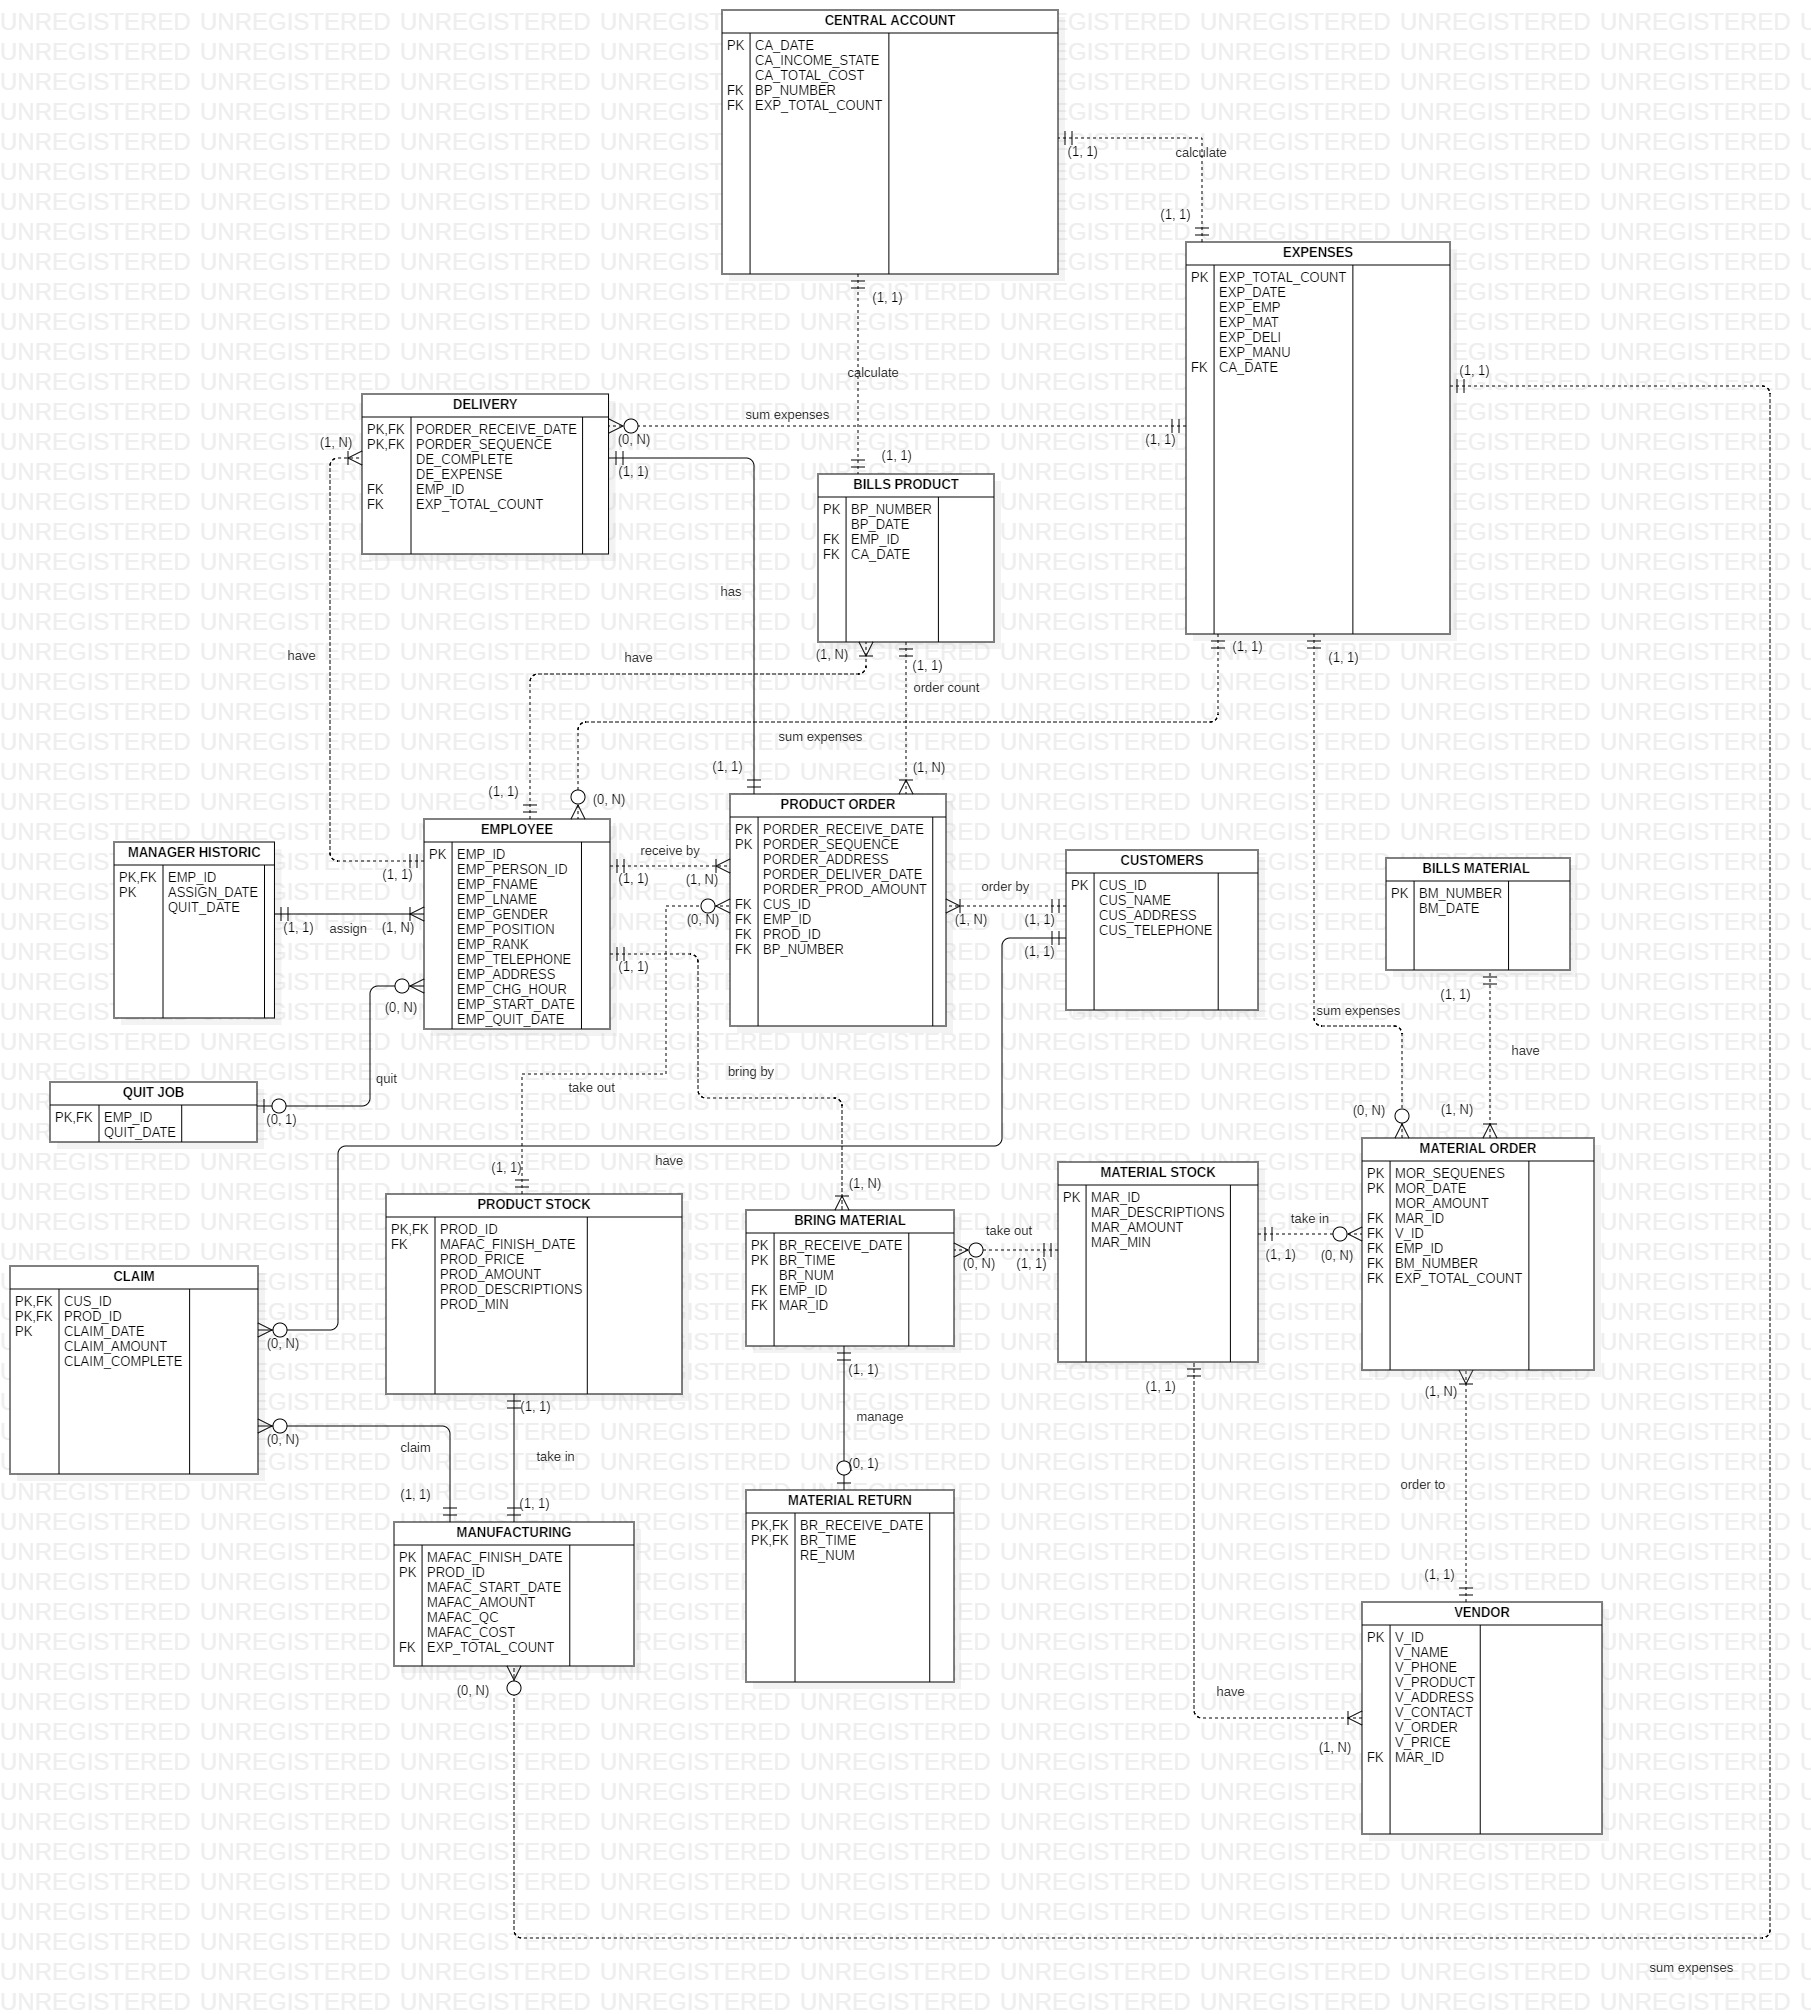 CENTRAL ACCOUNT
PK CA_DATE
CA_INCOME_STATE
CA_TOTAL_COST
FK BP_NUMBER
FK EXP_TOTAL_COUNT
(1, 1)
calculate
(1, 1)
EXPENSES
PK EXP_TOTAL_COUNT
EXP_DATE
EXP_EMP
EXP_MAT
EXP_DELI
EXP_MANU
FK CA_DATE
(1, 1)
calculate
(1, 1)
(1, 1)
DELIVERY
PK,FK PORDER_RECEIVE_DATE
PK,FK PORDER_SEQUENCE
DE_COMPLETE
DE_EXPENSE
FK EMP_ID
FK EXP_TOTAL_COUNT
(1, N)
sum expenses
(0, N)
(1, 1)
(1, 1)
BILLS PRODUCT
PK BP_NUMBER
BP_DATE
FK EMP_ID
FK CA_DATE
has
have
have
(1, N)
(1, 1)
order count
(1, 1)
(1, 1)
sum expenses
(1, 1)
(1, N)
(1, 1)
(0, N)
PRODUCT ORDER
PK PORDER_RECEIVE_DATE
PK PORDER_SEQUENCE
PORDER_ADDRESS
PORDER_DELIVER_DATE
PORDER_PROD_AMOUNT
FK CUS_ID
FK EMP_ID
FK PROD_ID
FK BP_NUMBER
EMPLOYEE
PK EMP_ID
EMP_PERSON_ID
EMP_FNAME
EMP_LNAME
EMP_GENDER
EMP_POSITION
EMP_RANK
EMP_TELEPHONE
EMP_ADDRESS
EMP_CHG_HOUR
EMP_START_DATE
EMP_QUIT_DATE
MANAGER HISTORIC
PK,FK EMP_ID
PK ASSIGN_DATE
QUIT_DATE
(1, 1)
(1, 1)
assign
(1, N)
(0, N)
receive by
(1, 1)
(1, N)
(0, N)
(1, 1)
CUSTOMERS
PK CUS_ID
CUS_NAME
CUS_ADDRESS
CUS_TELEPHONE
order by
(1, N)
(1, 1)
(1, 1)
BILLS MATERIAL
PK BM_NUMBER
BM_DATE
(1, 1)
sum expenses
have
(0, N)
(1, N)
QUIT JOB
PK,FK EMP_ID
QUIT_DATE
quit
(0, 1)
take out
bring by
have
(1, 1)
(1, N)
PRODUCT STOCK
PK,FK PROD_ID
FK MAFAC_FINISH_DATE
PROD_PRICE
PROD_AMOUNT
PROD_DESCRIPTIONS
PROD_MIN
BRING MATERIAL
PK BR_RECEIVE_DATE
PK BR_TIME
BR_NUM
FK EMP_ID
FK MAR_ID
take out
(0, N)
(1, 1)
MATERIAL STOCK
PK MAR_ID
MAR_DESCRIPTIONS
MAR_AMOUNT
MAR_MIN
take in
(1, 1)
(0, N)
MATERIAL ORDER
PK MOR_SEQUENES
PK MOR_DATE
MOR_AMOUNT
FK MAR_ID
FK V_ID
FK EMP_ID
FK BM_NUMBER
FK EXP_TOTAL_COUNT
CLAIM
PK,FK CUS_ID
PK,FK PROD_ID
PK CLAIM_DATE
CLAIM_AMOUNT
CLAIM_COMPLETE
(0, N)
(0, N)
claim
(1, 1)
(1, 1)
take in
(1, 1)
(1, 1)
manage
(0, 1)
(1, 1)
(1, N)
order to
(1, 1)
MANUFACTURING
PK MAFAC_FINISH_DATE
PK PROD_ID
MAFAC_START_DATE
MAFAC_AMOUNT
MAFAC_QC
MAFAC_COST
FK EXP_TOTAL_COUNT
(0, N)
MATERIAL RETURN
PK,FK BR_RECEIVE_DATE
PK,FK BR_TIME
RE_NUM
VENDOR
PK V_ID
V_NAME
V_PHONE
V_PRODUCT
V_ADDRESS
V_CONTACT
V_ORDER
V_PRICE
FK MAR_ID
have
(1, N)
sum expenses